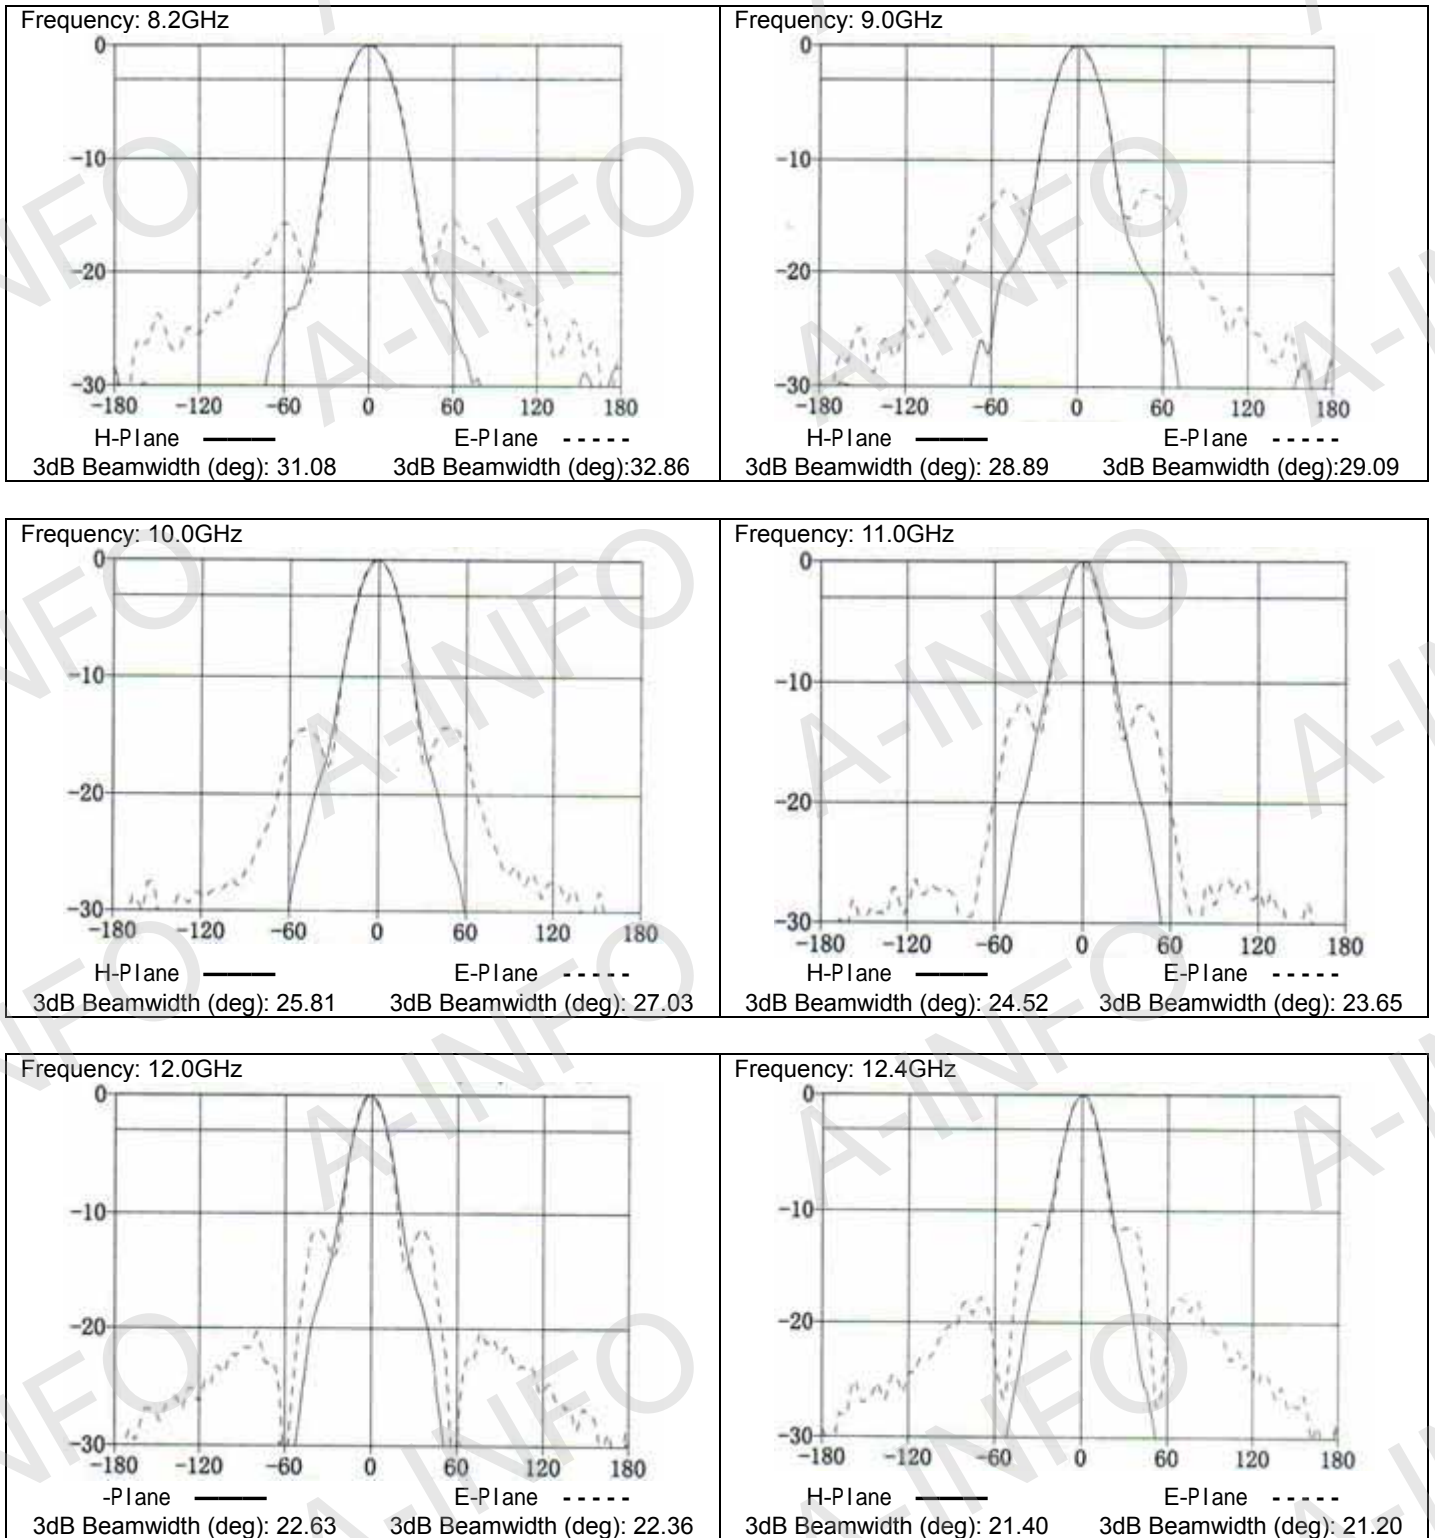 Frequency: 8.2GHz
0
-10
-20
-30
-180 -120 -60 0 60 120 180
H-Plane E-Plane
3dB Beamwidth (deg): 31.08 3dB Beamwidth (deg):32.86
Frequency: 9.0GHz
0
-10
-20
-30
-180 -120 -60 0 60 120 180
H-Plane E-Plane
3dB Beamwidth (deg): 28.89 3dB Beamwidth (deg):29.09
Frequency: 10.0GHz
0
-10
-20
-30
-180 -120 -60 0 60 120 180
H-Plane E-Plane
3dB Beamwidth (deg): 25.81 3dB Beamwidth (deg): 27.03
Frequency: 11.0GHz
0
-10
-20
-30
-180 -120 -60 0 60 120 180
H-Plane E-Plane
3dB Beamwidth (deg): 24.52 3dB Beamwidth (deg): 23.65
Frequency: 12.0GHz
0
-10
-20
-30
-180 -120 -60 0 60 120 180
-Plane E-Plane
3dB Beamwidth (deg): 22.63 3dB Beamwidth (deg): 22.36
Frequency: 12.4GHz
0
-10
-20
-30
-180 -120 -60 0 60 120 180
H-Plane E-Plane
3dB Beamwidth (deg): 21.40 3dB Beamwidth (deg): 21.20
A-INFO